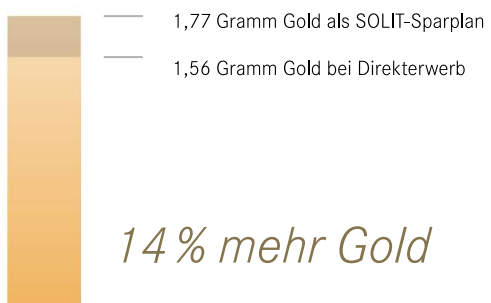 1,77 Gramm Gold als SOLIT-Sparplan
1,56 Gramm Gold bei Direkterwerb
14 % mehr Gold